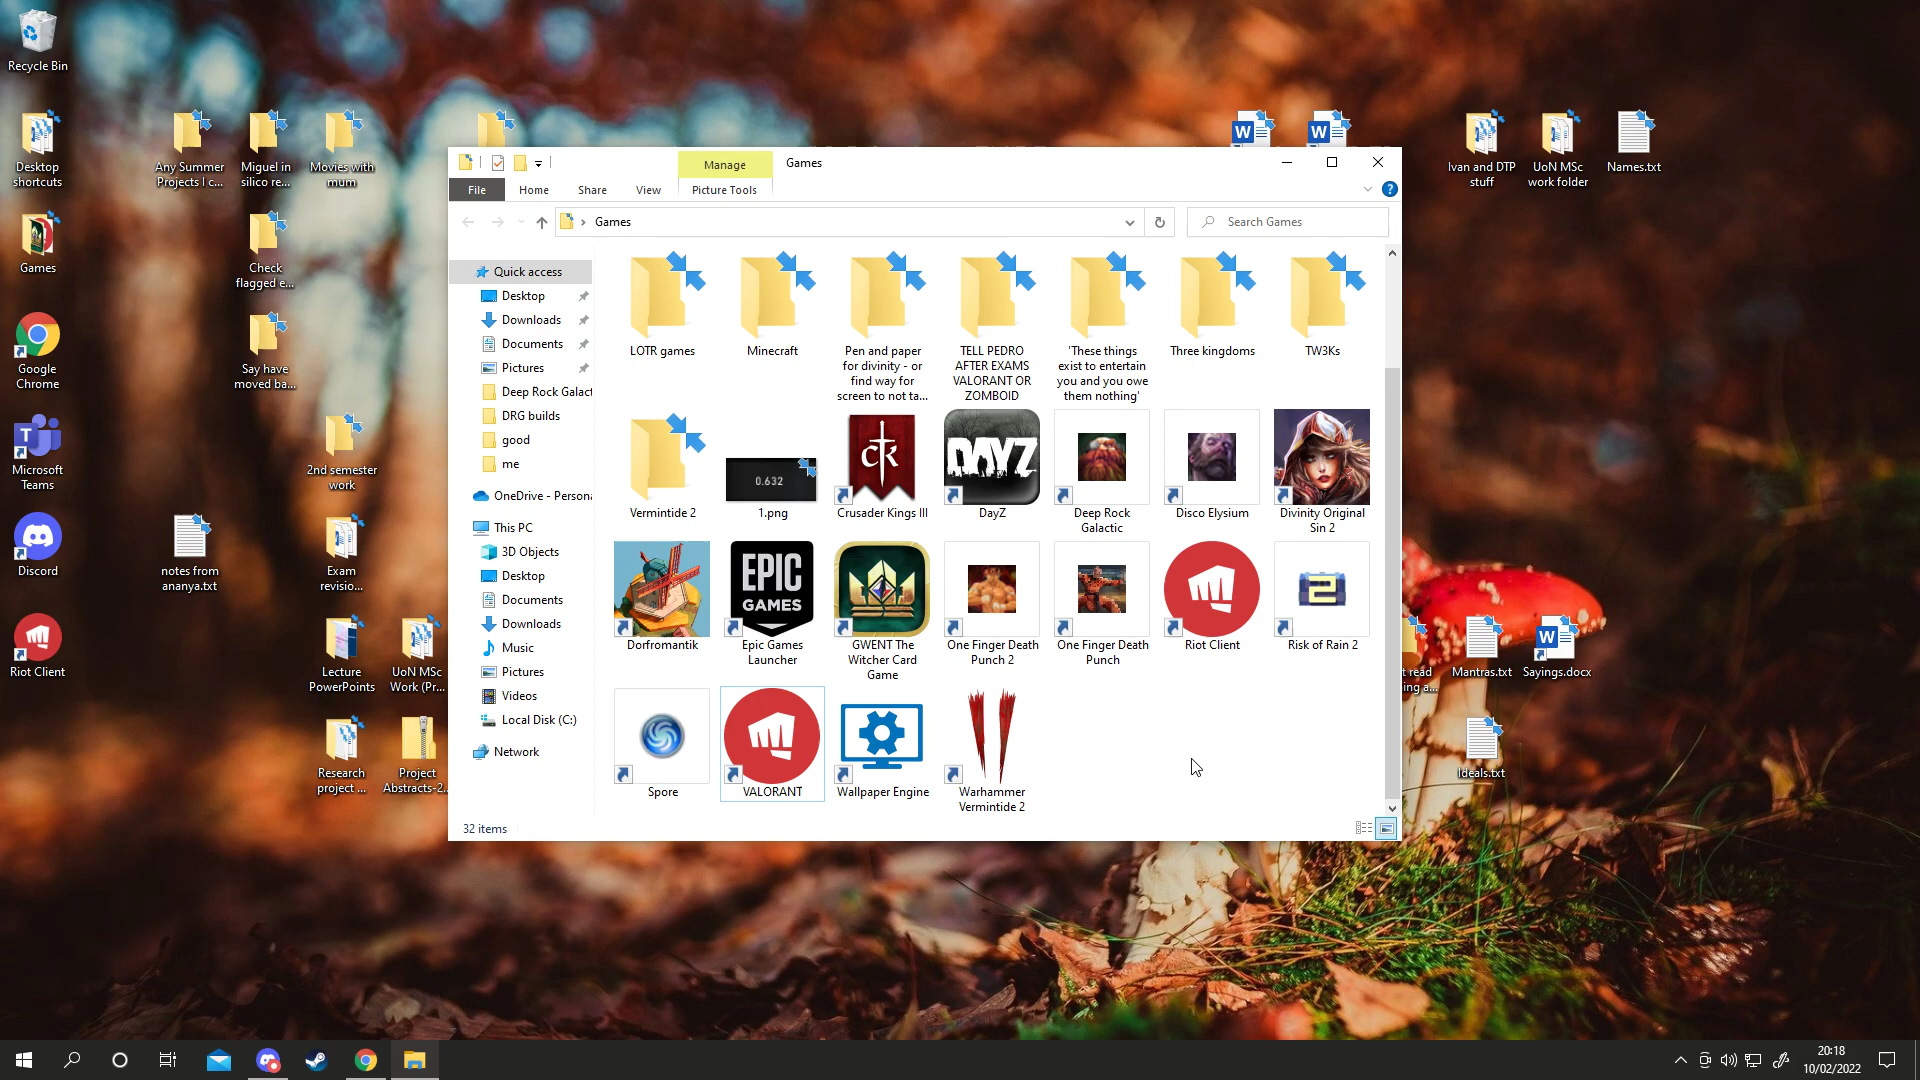 Recycle Bin
Desktop
shortcuts
Any Summer
Projects I c...
Miguel in
silico re...
Movies with
mum
Ivan and DTP
stuff
UoN MSc
work folder
Names.txt
Games
Check
flagged e...
Google
Chrome
Say have
moved ba...
Microsoft
Teams
2nd semester
work
Discord
notes from
ananya.txt
Exam
revisio...
Riot Client
Lecture
PowerPoints
UoN MSc
Work (Pr...
Research
project ...
Project
Abstracts-2...
t read
ing a...
Mantras.txt
Sayings.docx
Ideals.txt
Manage
Games
File
Home
Share
View
Picture Tools
Games
Search Games
Quick access
Desktop
Downloads
Documents
Pictures
Deep Rock Galact
DRG builds
good
me
OneDrive - Persona
This PC
3D Objects
Desktop
Documents
Downloads
Music
Pictures
Videos
Local Disk (C:)
Network
LOTR games
Minecraft
Pen and paper
for divinity - or
find way for
screen to not ta...
TELL PEDRO
AFTER EXAMS
VALORANT OR
ZOMBOID
'These things
exist to entertain
you and you owe
them nothing'
Three kingdoms
TW3Ks
Vermintide 2
0.632
1.png
Crusader Kings III
DAYZ
DayZ
Deep Rock
Galactic
Disco Elysium
Divinity Original
Sin 2
Dorfromantik
EPIC
GAMES
Epic Games
Launcher
GWENT The
Witcher Card
Game
One Finger Death
Punch 2
One Finger Death
Punch
Riot Client
2
Risk of Rain 2
Spore
VALORANT
Wallpaper Engine
Warhammer
Vermintide 2
32 items
20:18
10/02/2022